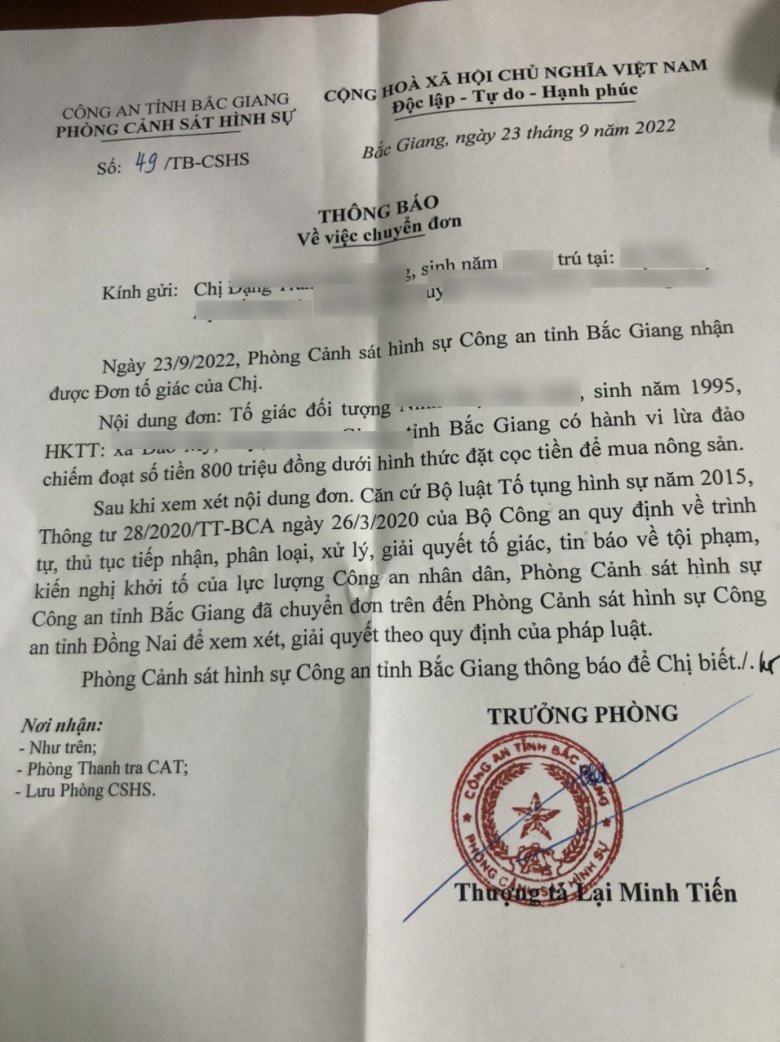 CÔNG AN TỈNH BẮC GIANG
PHÒNG CẢNH SÁT HÌNH SỰ
Số: 49 /TB-CSHS
CỘNG HOÀ XÃ HỘI CHỦ NGHĨA VIỆT NAM
Độc lập - Tự do - Hạnh phúc
Bắc Giang, ngày 23 tháng 9 năm 2022
THÔNG BÁO
Về việc chuyển đơn
Kính gửi: Chị Đặng , sinh năm trú tại:
Ngày 23/9/2022, Phòng Cảnh sát hình sự Công an tỉnh Bắc Giang nhận
được Đơn tố giác của Chị.
Nội dung đơn: Tố giác đối tượng , sinh năm 1995,
HKTT: xã tỉnh Bắc Giang có hành vi lừa đảo
chiếm đoạt số tiền 800 triệu đồng dưới hình thức đặt cọc tiền để mua nông sản.
Sau khi xem xét nội dung đơn. Căn cứ Bộ luật Tố tụng hình sự năm 2015,
Thông tư 28/2020/TT-BCA ngày 26/3/2020 của Bộ Công an quy định về trình
tự, thủ tục tiếp nhận, phân loại, xử lý, giải quyết tố giác, tin báo về tội phạm,
kiến nghị khởi tố của lực lượng Công an nhân dân, Phòng Cảnh sát hình sự
Công an tỉnh Bắc Giang đã chuyển đơn trên đến Phòng Cảnh sát hình sự Công
an tỉnh Đồng Nai để xem xét, giải quyết theo quy định của pháp luật.
Phòng Cảnh sát hình sự Công an tỉnh Bắc Giang thông báo để Chị biết./.
Nơi nhận:
- Như trên;
- Phòng Thanh tra CAT;
- Lưu Phòng CSHS.
TRƯỞNG PHÒNG
CÔNG AN TỈNH BẮC GIANG
PHÒNG CẢNH SÁT HÌNH SỰ
Thượng tá Lại Minh Tiến